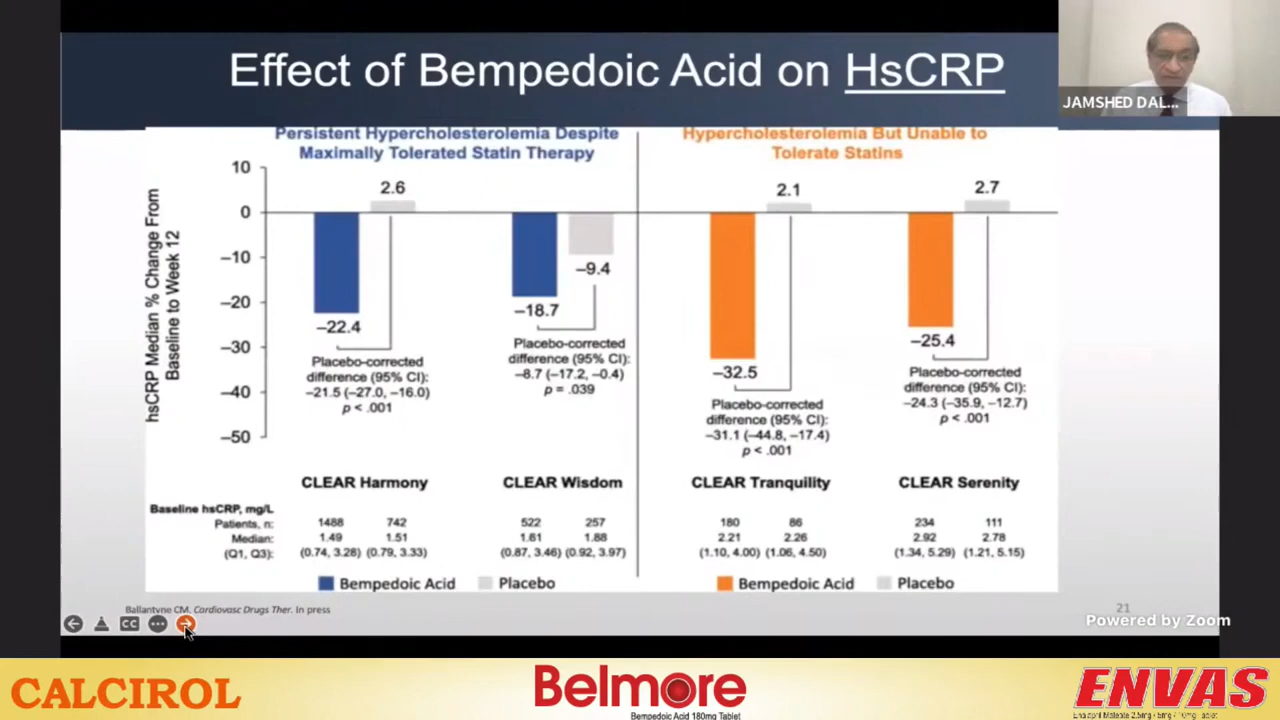 Effect of Bempedoic Acid on HsCRP
JAMSHED DAL...
Persistent Hypercholesterolemia Despite
Maximally Tolerated Statin Therapy
Hypercholesterolemia But Unable to
Tolerate Statins
hsCRP Median % Change From
Baseline to Week 12
10
0
–10
–20
–30
–40
–50
2.6
–22.4
Placebo-corrected
difference (95% CI):
–21.5 (–27.0, –16.0)
p < .001
–9.4
–18.7
Placebo-corrected
difference (95% CI):
–8.7 (–17.2, –0.4)
p = .039
2.1
–32.5
Placebo-corrected
difference (95% CI):
–31.1 (–44.8, –17.4)
p < .001
2.7
–25.4
Placebo-corrected
difference (95% CI):
–24.3 (–35.9, –12.7)
p < .001
CLEAR Harmony CLEAR Wisdom CLEAR Tranquility CLEAR Serenity
Baseline hsCRP, mg/L
Patients, n: 1488 742 522 257 180 86 234 111
Median: 1.49 1.51 1.61 1.88 2.21 2.26 2.92 2.78
(Q1, Q3): (0.74, 3.28) (0.79, 3.33) (0.87, 3.46) (0.92, 3.97) (1.10, 4.00) (1.06, 4.50) (1.34, 5.29) (1.21, 5.15)
Bempedoic Acid Placebo Bempedoic Acid Placebo
Ballantyne CM. Cardiovasc Drugs Ther. In press
21
CC
Powered by Zoom
CALCIROL
Belmore
Bempedoic Acid 180mg Tablet
ENVAS
Enalapril Maleate 2.5mg / 5mg / 10mg Tablet